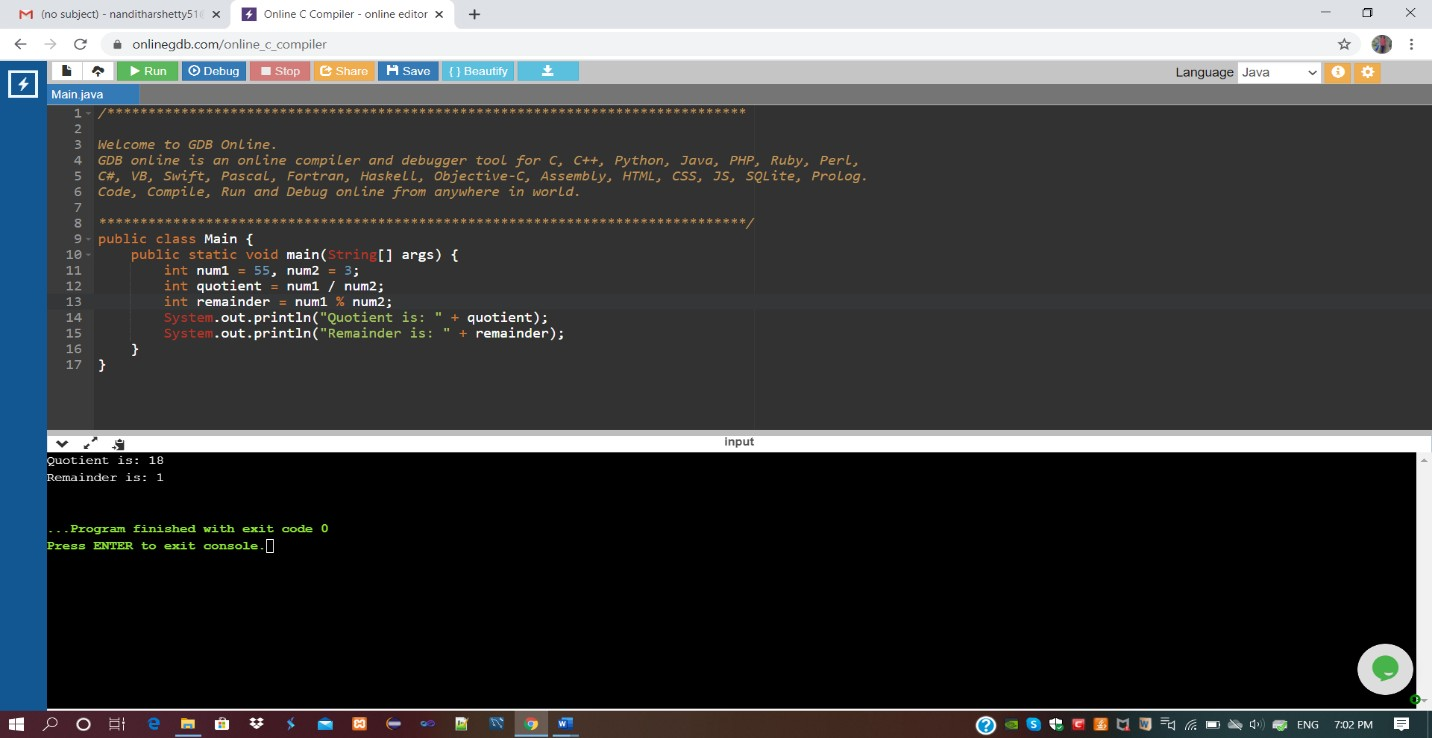 (no subject) - nanditharshetty51
Online C Compiler - online editor
onlinegdb.com/online_c_compiler
Run Debug Stop Share Save { } Beautify
Language Java
Main.java
1 /******************************************************************************
2
3 Welcome to GDB Online.
4 GDB online is an online compiler and debugger tool for C, C++, Python, Java, PHP, Ruby, Perl,
5 C#, VB, Swift, Pascal, Fortran, Haskell, Objective-C, Assembly, HTML, CSS, JS, SQLite, Prolog.
6 Code, Compile, Run and Debug online from anywhere in world.
7
8 *******************************************************************************/
9 public class Main {
10 public static void main(String[] args) {
11 int num1 = 55, num2 = 3;
12 int quotient = num1 / num2;
13 int remainder = num1 % num2;
14 System.out.println("Quotient is: " + quotient);
15 System.out.println("Remainder is: " + remainder);
16 }
17 }
input
Quotient is: 18
Remainder is: 1
...Program finished with exit code 0
Press ENTER to exit console.
ENG 7:02 PM